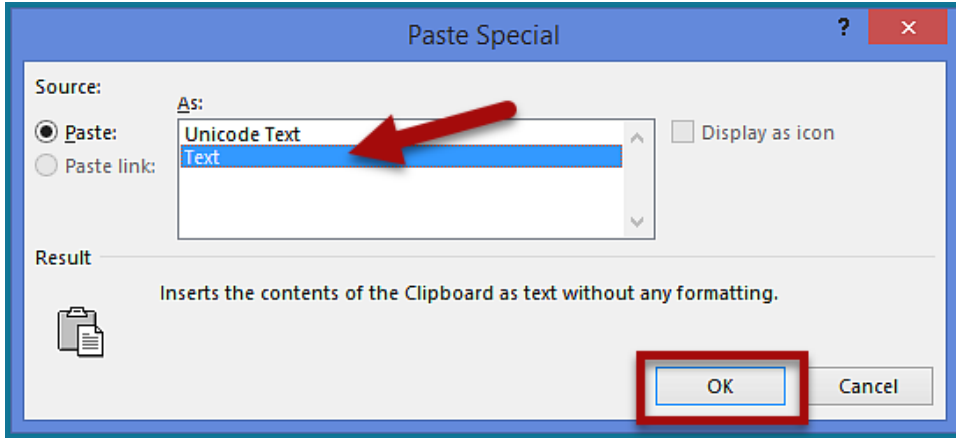 Paste Special
?
Source:
As:
Paste:
Unicode Text
Display as icon
Text
Paste link:
Result
Inserts the contents of the Clipboard as text without any formatting.
OK
Cancel